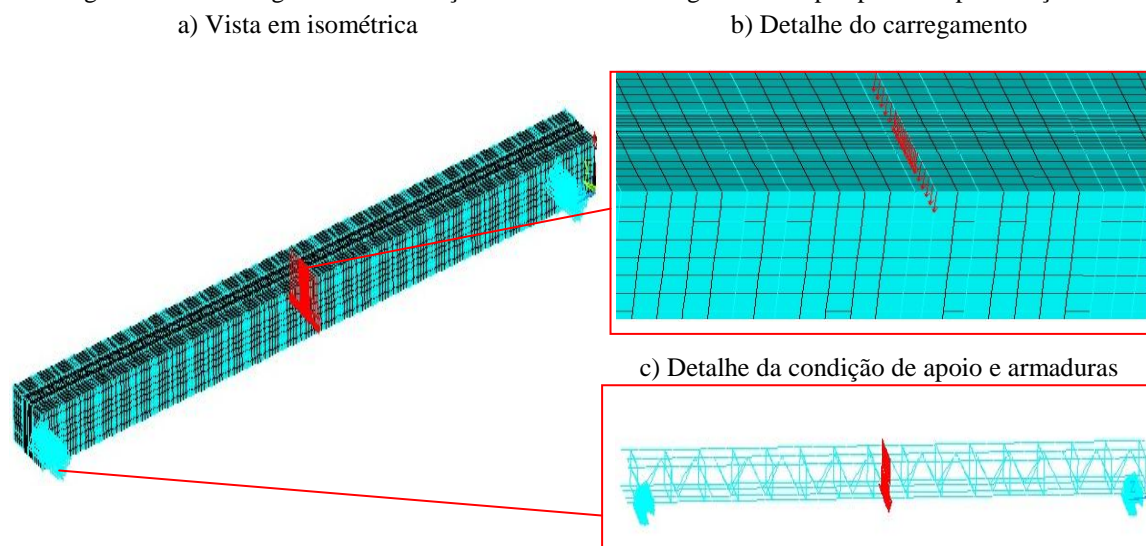 a) Vista em isométrica
b) Detalhe do carregamento
c) Detalhe da condição de apoio e armaduras